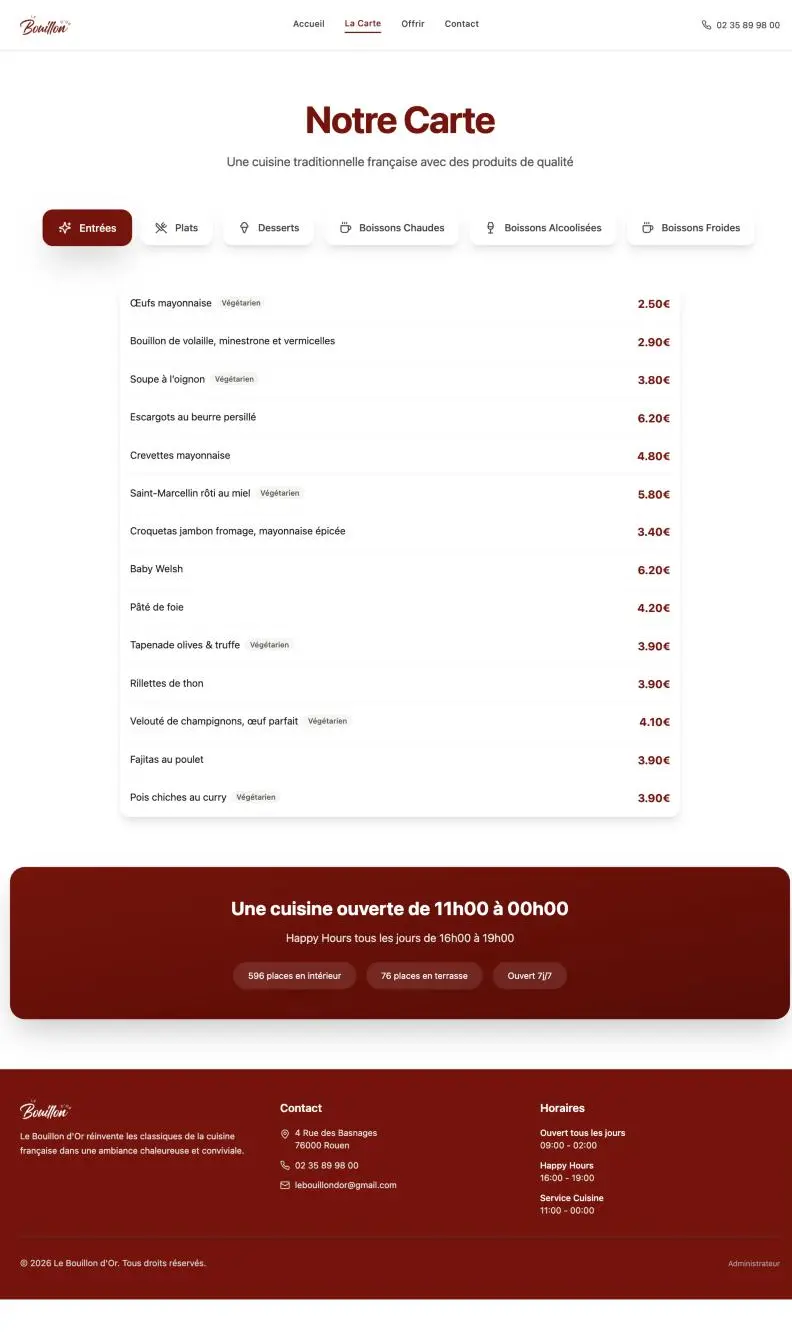 Le Bouillon d'Or
Accueil La Carte Offrir Contact
02 35 89 98 00
Notre Carte
Une cuisine traditionnelle française avec des produits de qualité
Entrées Plats Desserts Boissons Chaudes Boissons Alcoolisées Boissons Froides
Œufs mayonnaise Végétarien 2.50€
Bouillon de volaille, minestrone et vermicelles 2.90€
Soupe à l'oignon Végétarien 3.80€
Escargots au beurre persillé 6.20€
Crevettes mayonnaise 4.80€
Saint-Marcellin rôti au miel Végétarien 5.80€
Croquetas jambon fromage, mayonnaise épicée 3.40€
Baby Welsh 6.20€
Pâté de foie 4.20€
Tapenade olives & truffe Végétarien 3.90€
Rillettes de thon 3.90€
Velouté de champignons, œuf parfait Végétarien 4.10€
Fajitas au poulet 3.90€
Pois chiches au curry Végétarien 3.90€
Une cuisine ouverte de 11h00 à 00h00
Happy Hours tous les jours de 16h00 à 19h00
596 places en intérieur 76 places en terrasse Ouvert 7j/7
Le Bouillon d'Or
Le Bouillon d'Or réinvente les classiques de la cuisine
française dans une ambiance chaleureuse et conviviale.
Contact
4 Rue des Basnages
76000 Rouen
02 35 89 98 00
lebouillondor@gmail.com
Horaires
Ouvert tous les jours
09:00 - 02:00
Happy Hours
16:00 - 19:00
Service Cuisine
11:00 - 00:00
© 2026 Le Bouillon d'Or. Tous droits réservés.
Administrateur